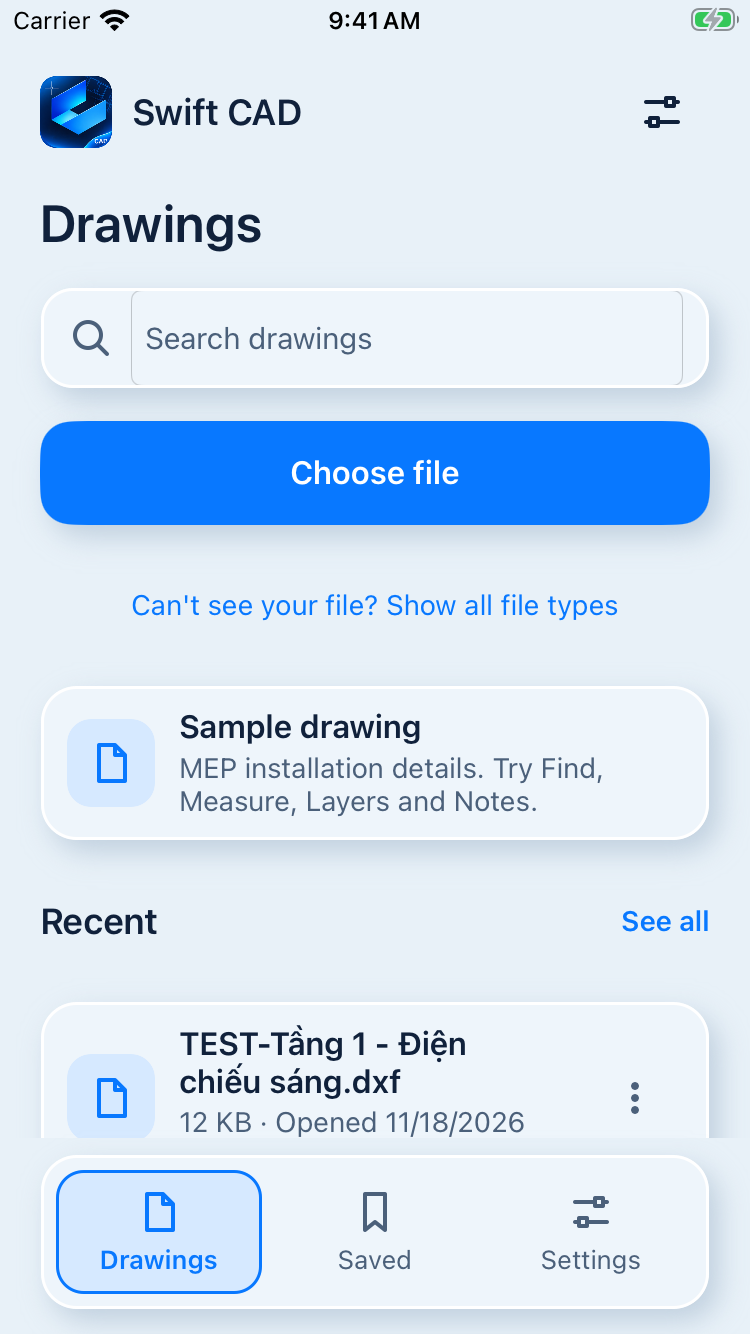 Carrier 9:41 AM
CAD
Swift CAD
Drawings
Search drawings
Choose file
Can't see your file? Show all file types
Sample drawing
MEP installation details. Try Find,
Measure, Layers and Notes.
Recent See all
TEST-Tầng 1 - Điện
chiếu sáng.dxf
12 KB · Opened 11/18/2026
Drawings Saved Settings